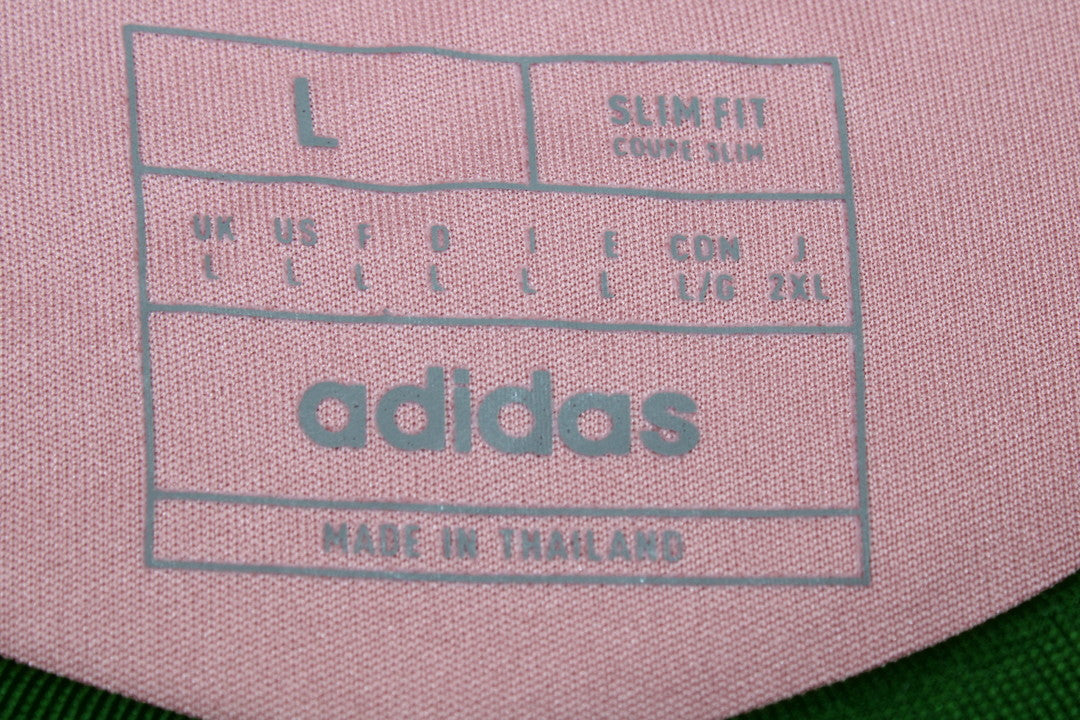 L
SLIM FIT
COUPE SLIM
UK US F D I E CDN J
L L L L L L L/G 2XL
adidas
MADE IN THAILAND